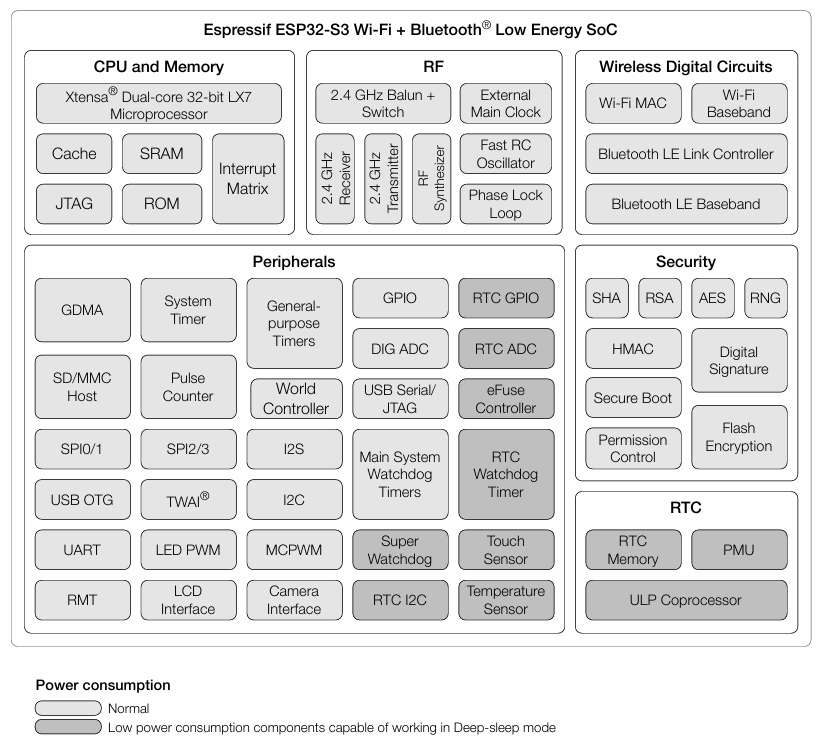 Espressif ESP32-S3 Wi-Fi + Bluetooth® Low Energy SoC
CPU and Memory
Xtensa® Dual-core 32-bit LX7
Microprocessor
Cache
SRAM
Interrupt
Matrix
JTAG
ROM
RF
2.4 GHz Balun +
Switch
External
Main Clock
2.4 GHz
Receiver
2.4 GHz
Transmitter
RF
Synthesizer
Fast RC
Oscillator
Phase Lock
Loop
Wireless Digital Circuits
Wi-Fi MAC
Wi-Fi
Baseband
Bluetooth LE Link Controller
Bluetooth LE Baseband
Peripherals
GDMA
System
Timer
General-
purpose
Timers
GPIO
RTC GPIO
DIG ADC
RTC ADC
SD/MMC
Host
Pulse
Counter
World
Controller
USB Serial/
JTAG
eFuse
Controller
SPI0/1
SPI2/3
I2S
Main System
Watchdog
Timers
RTC
Watchdog
Timer
USB OTG
TWAI®
I2C
UART
LED PWM
MCPWM
Super
Watchdog
Touch
Sensor
RMT
LCD
Interface
Camera
Interface
RTC I2C
Temperature
Sensor
Security
SHA
RSA
AES
RNG
HMAC
Digital
Signature
Secure Boot
Flash
Encryption
Permission
Control
RTC
RTC
Memory
PMU
ULP Coprocessor
Power consumption
Normal
Low power consumption components capable of working in Deep-sleep mode